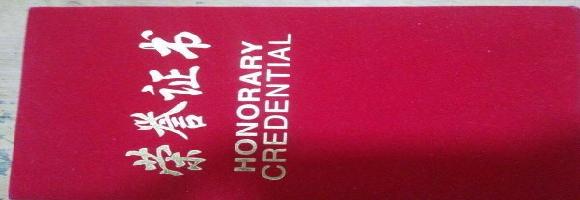 荣誉证书
HONORARY
CREDENTIAL